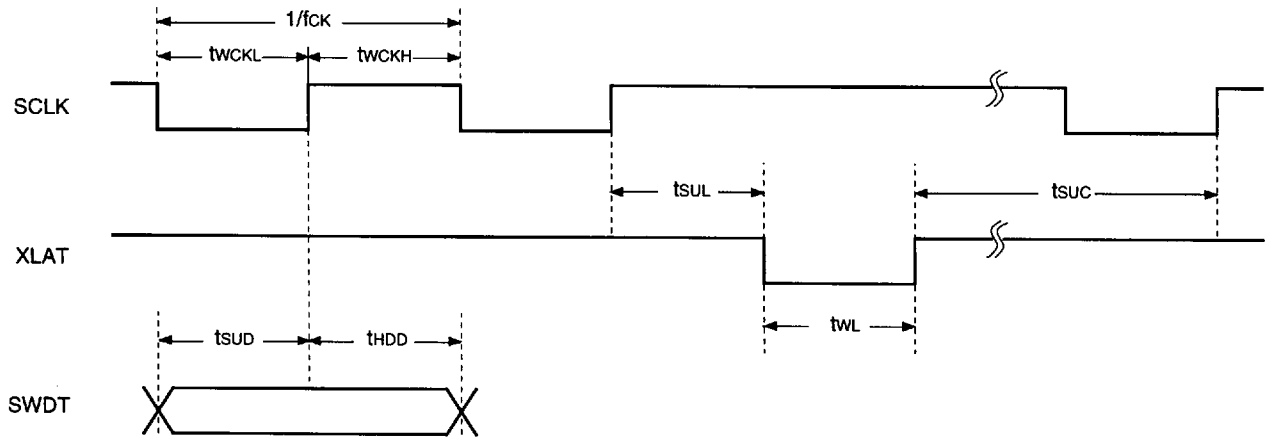 1/fCK
tWCKL tWCKH
SCLK
tSUL tSUC
XLAT
tWL
tSUD tHDD
SWDT